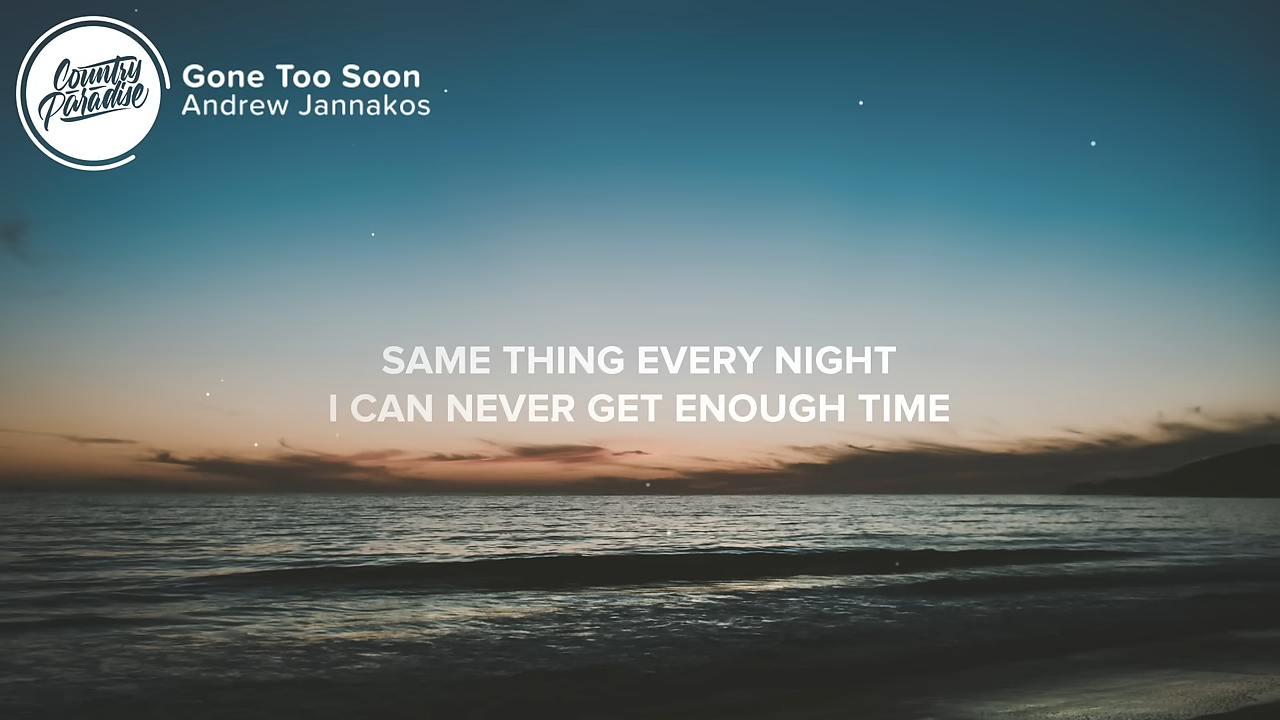 Country
Paradise
Gone Too Soon
Andrew Jannakos
SAME THING EVERY NIGHT
I CAN NEVER GET ENOUGH TIME